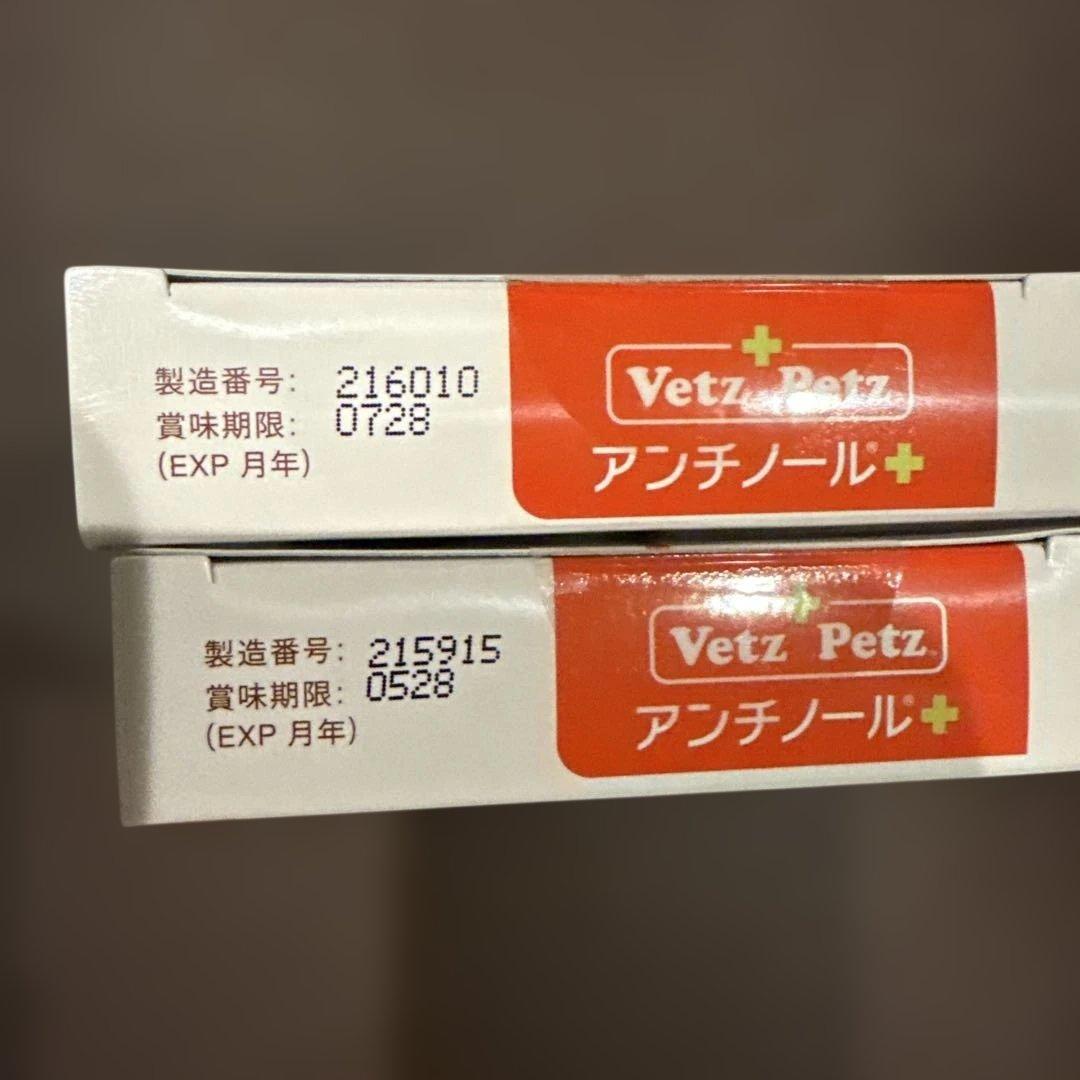 製造番号: 216010
賞味期限: 0728
(EXP 月年)
Vetz Petz
アンチノール®
製造番号: 215915
賞味期限: 0528
(EXP 月年)
Vetz Petz™
アンチノール®